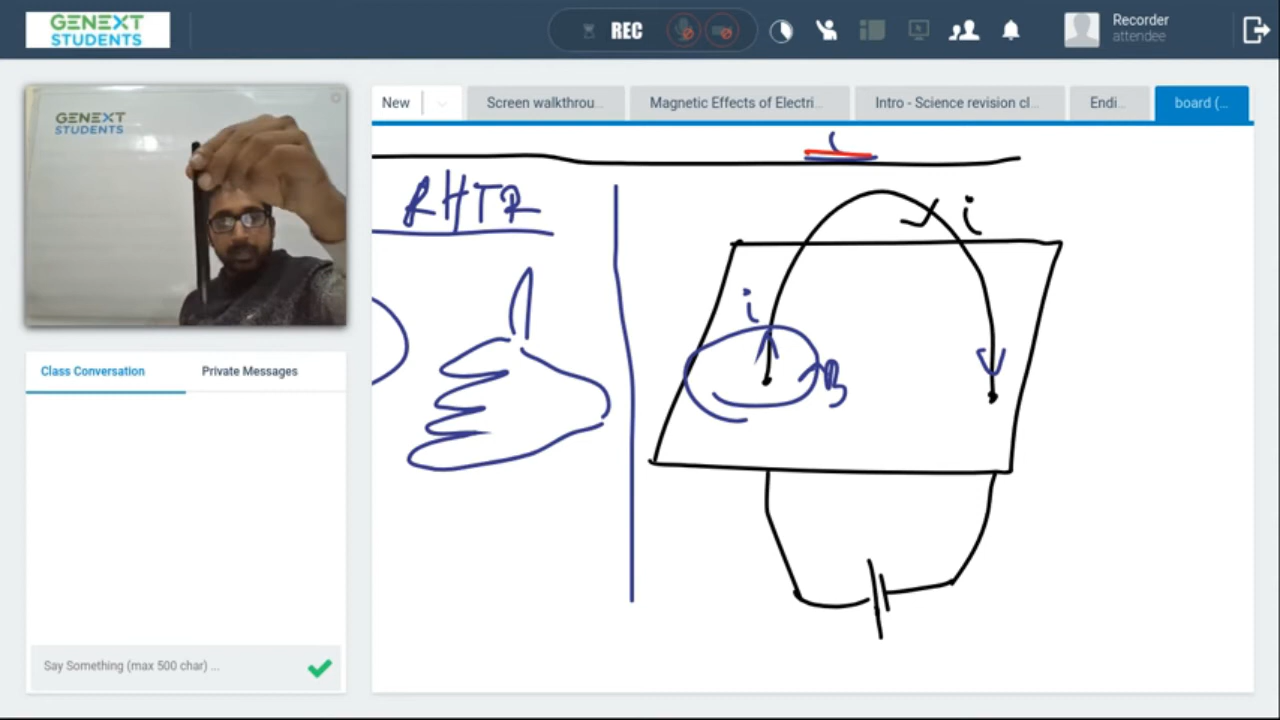 GENEXT
STUDENTS
REC
Recorder
attendee
GENEXT
STUDENTS
New
Screen walkthrou...
Magnetic Effects of Electri...
Intro - Science revision cl...
Endi...
board (...
RHTR
i
i
B
Class Conversation
Private Messages
Say Something (max 500 char) ...